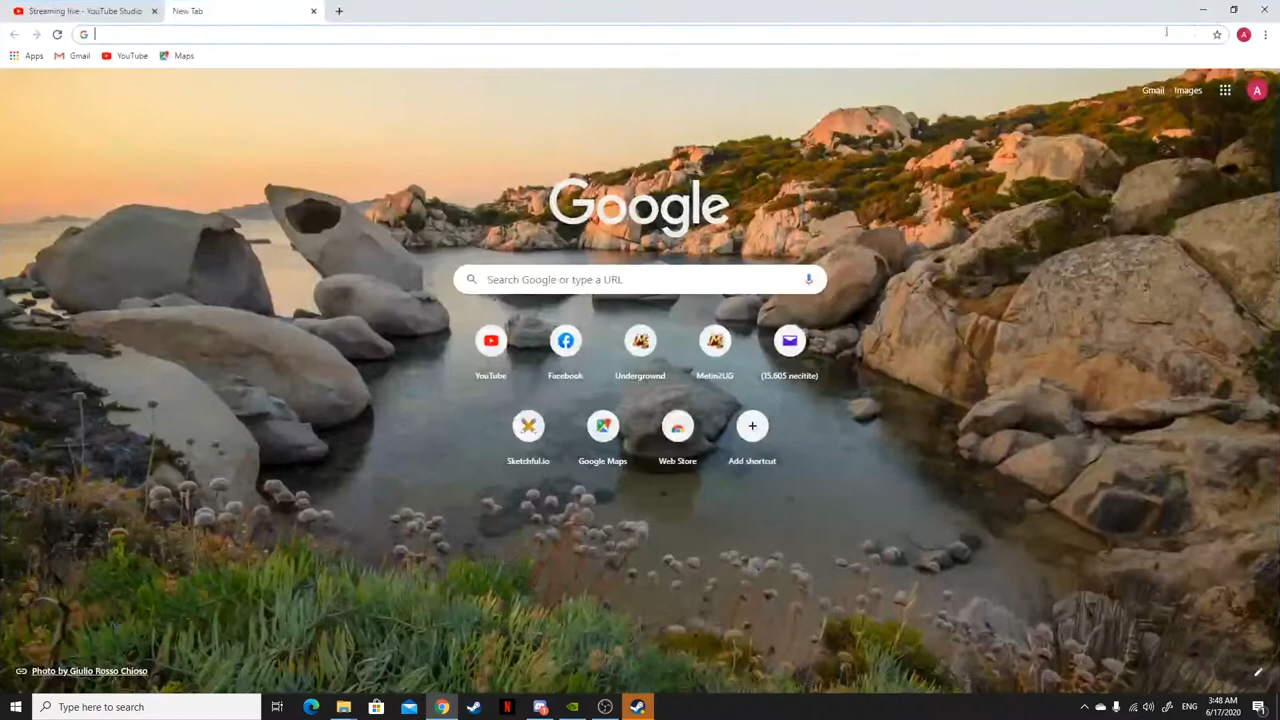 Streaming live - YouTube Studio
New Tab
Apps
Gmail
YouTube
Maps
Gmail
Images
A
Google
Search Google or type a URL
YouTube
Facebook
Undergrownd
Metin2UG
(15.605 necitite)
Sketchful.io
Google Maps
Web Store
Add shortcut
Photo by Giulio Rosso Chioso
Type here to search
ENG
3:48 AM
6/17/2020